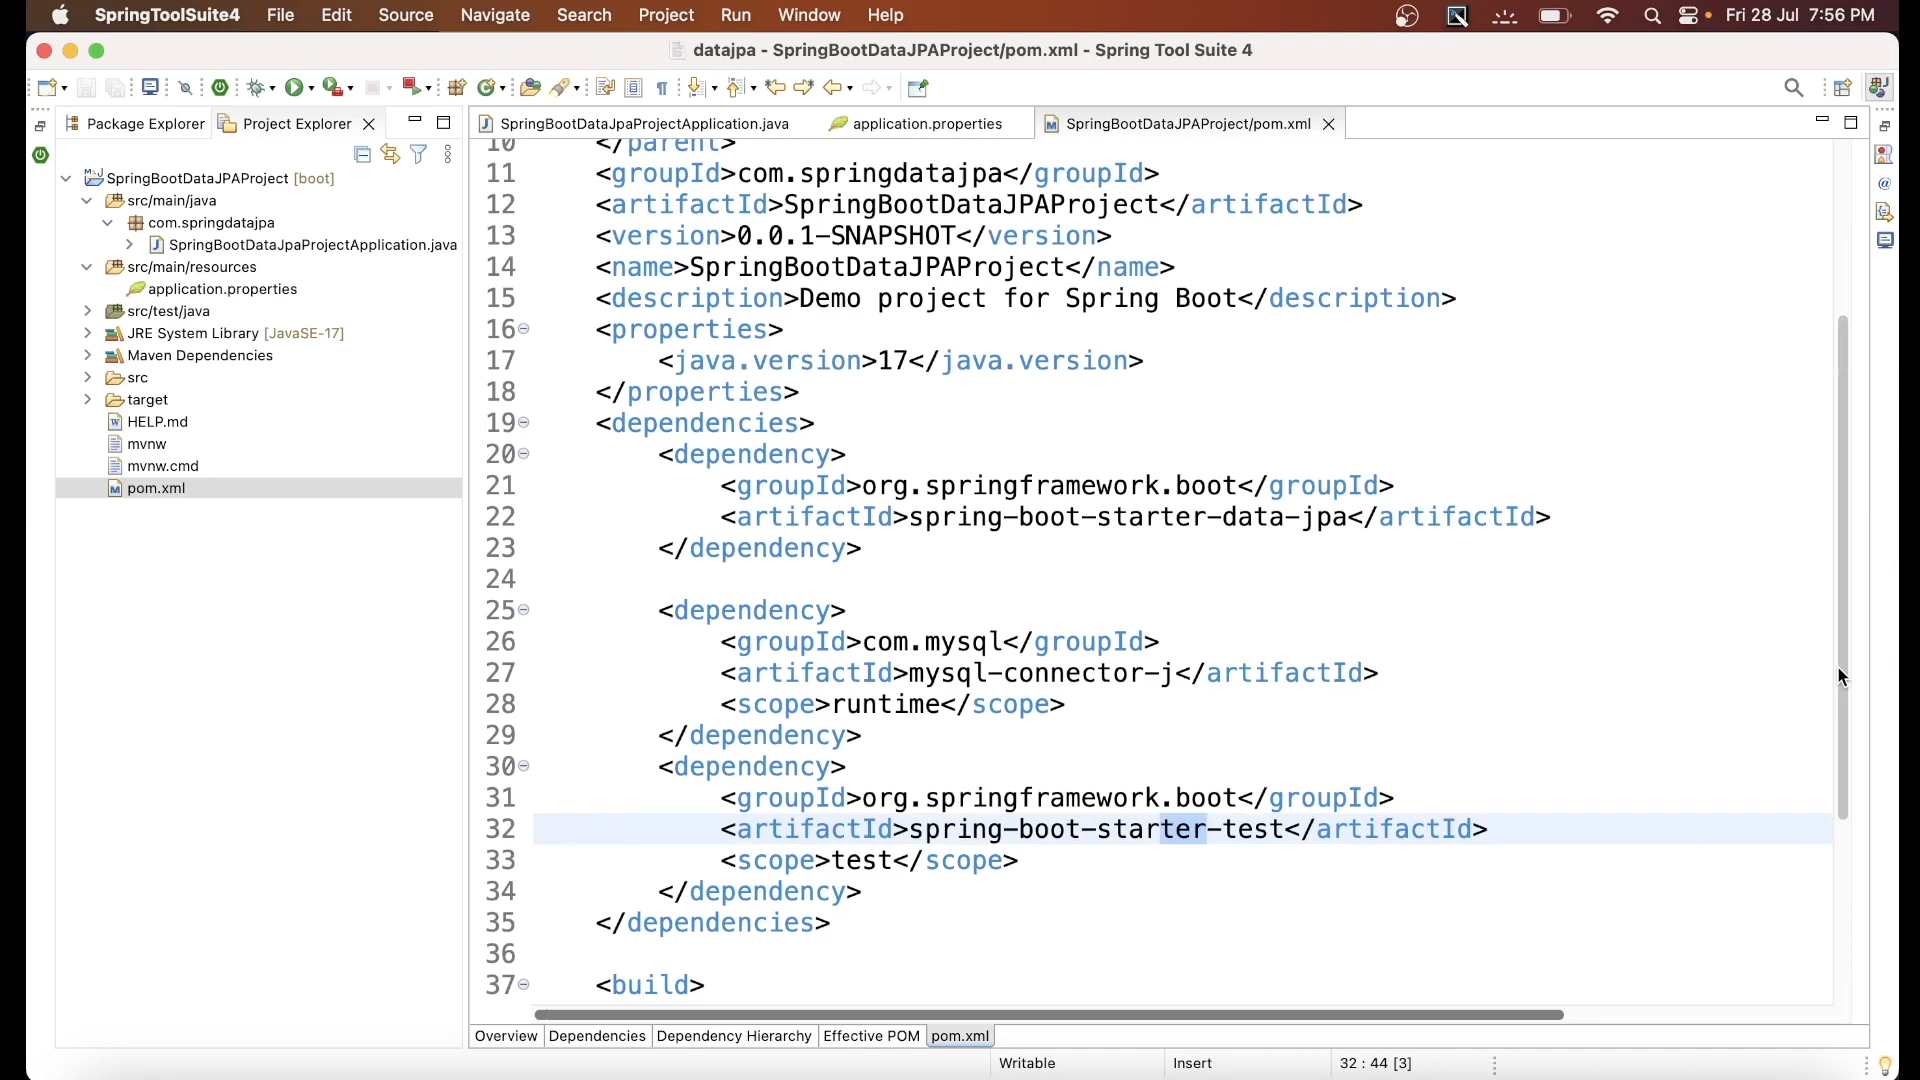 SpringToolSuite4 File Edit Source Navigate Search Project Run Window Help Fri 28 Jul 7:56 PM
datajpa - SpringBootDataJPAProject/pom.xml - Spring Tool Suite 4
Package Explorer Project Explorer
SpringBootDataJpaProjectApplication.java application.properties SpringBootDataJPAProject/pom.xml
SpringBootDataJPAProject [boot]
src/main/java
com.springdatajpa
SpringBootDataJpaProjectApplication.java
src/main/resources
application.properties
src/test/java
JRE System Library [JavaSE-17]
Maven Dependencies
src
target
HELP.md
mvnw
mvnw.cmd
pom.xml
10 </parent>
11 <groupId>com.springdatajpa</groupId>
12 <artifactId>SpringBootDataJPAProject</artifactId>
13 <version>0.0.1-SNAPSHOT</version>
14 <name>SpringBootDataJPAProject</name>
15 <description>Demo project for Spring Boot</description>
16 <properties>
17 <java.version>17</java.version>
18 </properties>
19 <dependencies>
20 <dependency>
21 <groupId>org.springframework.boot</groupId>
22 <artifactId>spring-boot-starter-data-jpa</artifactId>
23 </dependency>
24
25 <dependency>
26 <groupId>com.mysql</groupId>
27 <artifactId>mysql-connector-j</artifactId>
28 <scope>runtime</scope>
29 </dependency>
30 <dependency>
31 <groupId>org.springframework.boot</groupId>
32 <artifactId>spring-boot-starter-test</artifactId>
33 <scope>test</scope>
34 </dependency>
35 </dependencies>
36
37 <build>
Overview Dependencies Dependency Hierarchy Effective POM pom.xml
Writable Insert 32 : 44 [3]